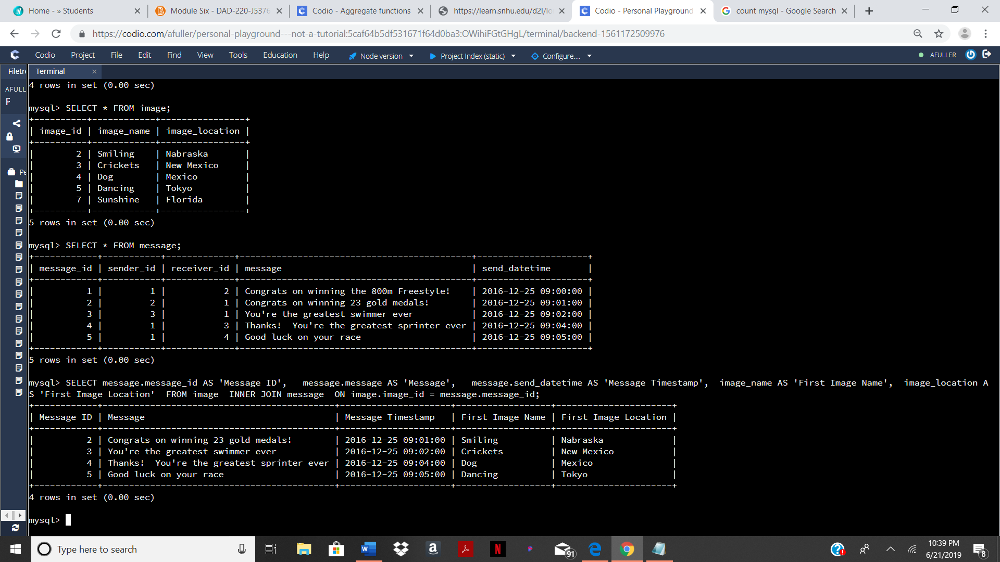 Home - » Students
Module Six - DAD-220-J5376
Codio - Aggregate functions
https://learn.snhu.edu/d2l/lo
Codio - Personal Playground
count mysql - Google Search
https://codio.com/afuller/personal-playground---not-a-tutorial:5caf64b5df531671f64d0ba3:OWihiFGtGHgL/terminal/backend-1561172509976
Codio Project File Edit Find View Tools Education Help Node version Project Index (static) Configure.... AFULLER
Filetre Terminal
AFULL
P
Pe
4 rows in set (0.00 sec)
mysql> SELECT * FROM image;
+----------+------------+----------------+
| image_id | image_name | image_location |
+----------+------------+----------------+
| 2 | Smiling | Nabraska |
| 3 | Crickets | New Mexico |
| 4 | Dog | Mexico |
| 5 | Dancing | Tokyo |
| 7 | Sunshine | Florida |
+----------+------------+----------------+
5 rows in set (0.00 sec)
mysql> SELECT * FROM message;
+------------+-----------+-------------+--------------------------------------------+---------------------+
| message_id | sender_id | receiver_id | message | send_datetime |
+------------+-----------+-------------+--------------------------------------------+---------------------+
| 1 | 1 | 2 | Congrats on winning the 800m Freestyle! | 2016-12-25 09:00:00 |
| 2 | 2 | 1 | Congrats on winning 23 gold medals! | 2016-12-25 09:01:00 |
| 3 | 3 | 1 | You're the greatest swimmer ever | 2016-12-25 09:02:00 |
| 4 | 1 | 3 | Thanks!  You're the greatest sprinter ever | 2016-12-25 09:04:00 |
| 5 | 1 | 4 | Good luck on your race | 2016-12-25 09:05:00 |
+------------+-----------+-------------+--------------------------------------------+---------------------+
5 rows in set (0.00 sec)
mysql> SELECT message.message_id AS 'Message ID',   message.message AS 'Message',   message.send_datetime AS 'Message Timestamp',  image_name AS 'First Image Name',  image_location A
S 'First Image Location'  FROM image  INNER JOIN message  ON image.image_id = message.message_id;
+------------+--------------------------------------------+---------------------+------------------+----------------------+
| Message ID | Message | Message Timestamp | First Image Name | First Image Location |
+------------+--------------------------------------------+---------------------+------------------+----------------------+
| 2 | Congrats on winning 23 gold medals! | 2016-12-25 09:01:00 | Smiling | Nabraska |
| 3 | You're the greatest swimmer ever | 2016-12-25 09:02:00 | Crickets | New Mexico |
| 4 | Thanks!  You're the greatest sprinter ever | 2016-12-25 09:04:00 | Dog | Mexico |
| 5 | Good luck on your race | 2016-12-25 09:05:00 | Dancing | Tokyo |
+------------+--------------------------------------------+---------------------+------------------+----------------------+
4 rows in set (0.00 sec)
mysql>
Type here to search
91
10:39 PM
6/21/2019
8